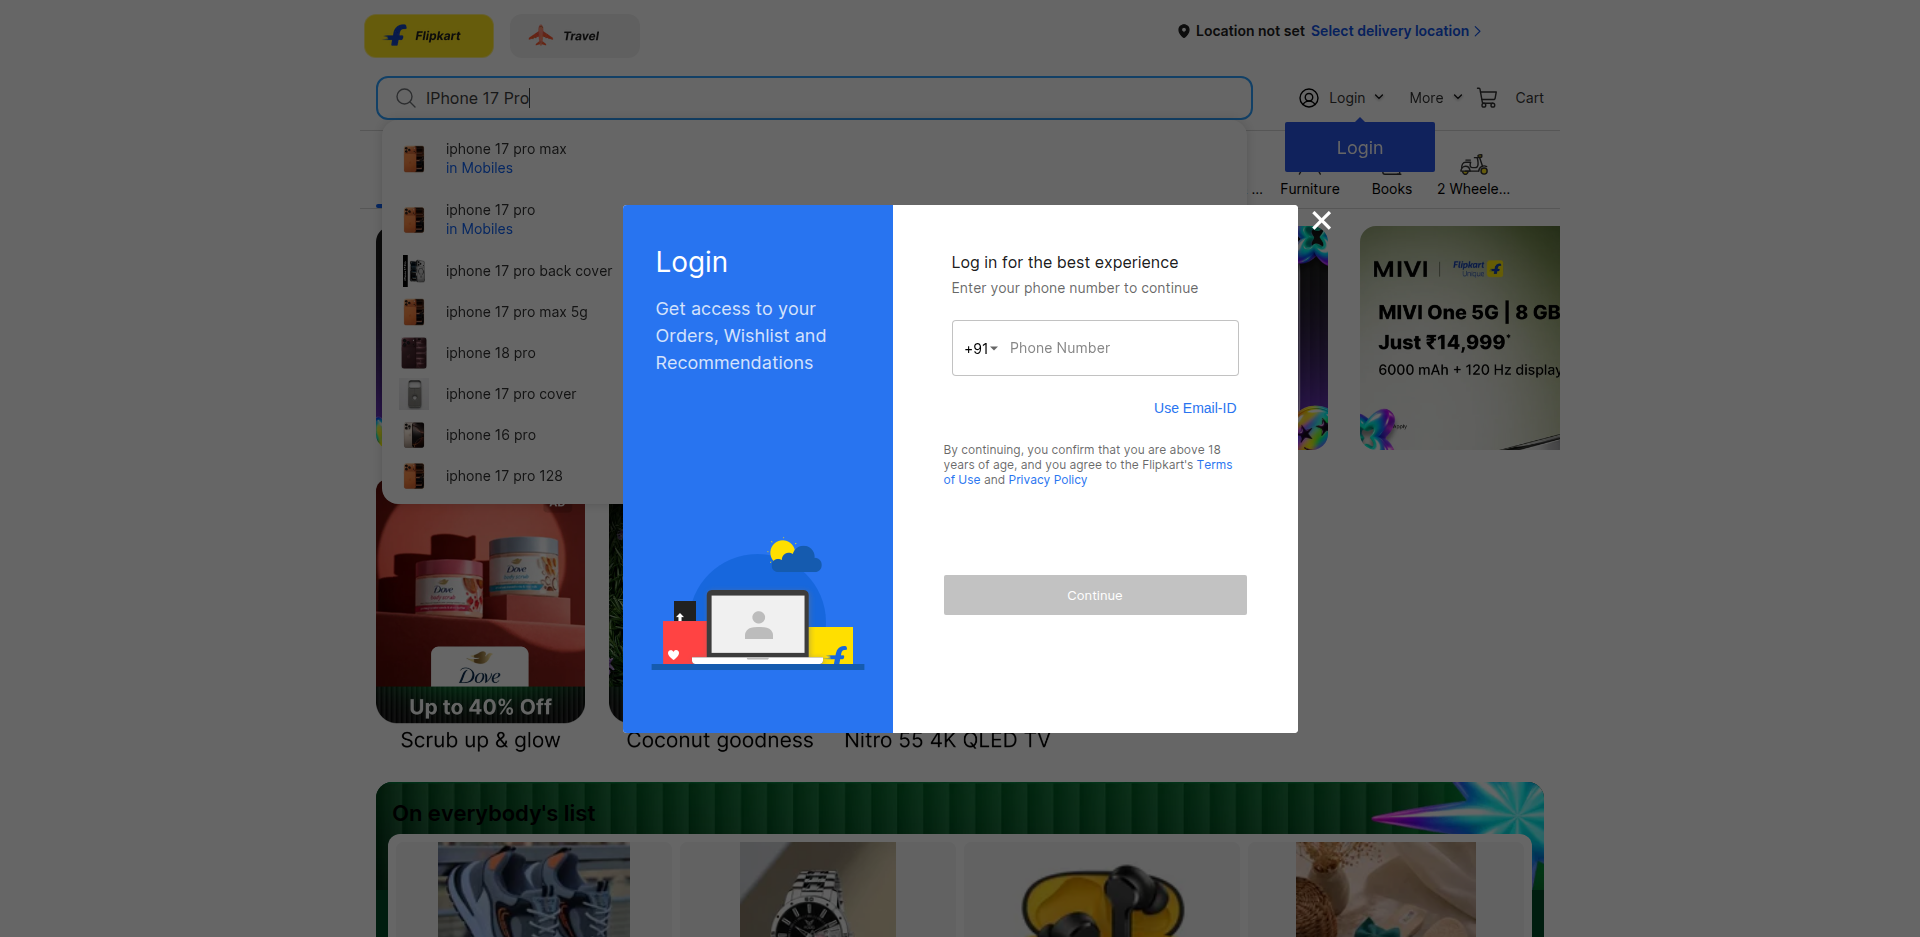 Flipkart
Travel
Location not set Select delivery location
IPhone 17 Pro
Login
More
Cart
iphone 17 pro max
in Mobiles
iphone 17 pro
in Mobiles
iphone 17 pro back cover
iphone 17 pro max 5g
iphone 18 pro
iphone 17 pro cover
iphone 16 pro
iphone 17 pro 128
Login
...
Furniture
Books
2 Wheele...
Login
Get access to your
Orders, Wishlist and
Recommendations
Log in for the best experience
Enter your phone number to continue
+91
Phone Number
Use Email-ID
By continuing, you confirm that you are above 18
years of age, and you agree to the Flipkart's Terms
of Use and Privacy Policy
Continue
MIVI
Flipkart
Unique
MIVI One 5G | 8 GB
Just ₹14,999*
6000 mAh + 120 Hz display
AD
Dove
Dove
Dove
Up to 40% Off
Scrub up & glow
Coconut goodness
Nitro 55 4K QLED TV
On everybody's list